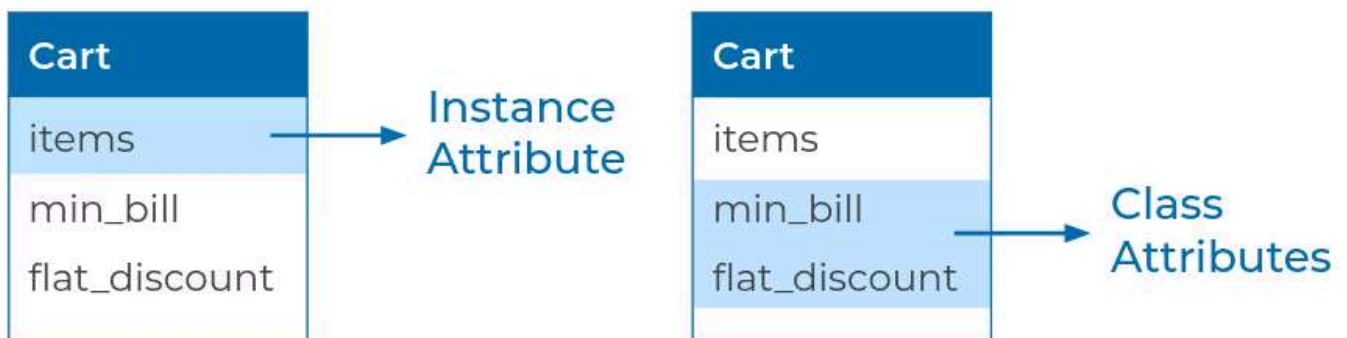 Cart
items
min_bill
flat_discount
Instance
Attribute
Cart
items
min_bill
flat_discount
Class
Attributes